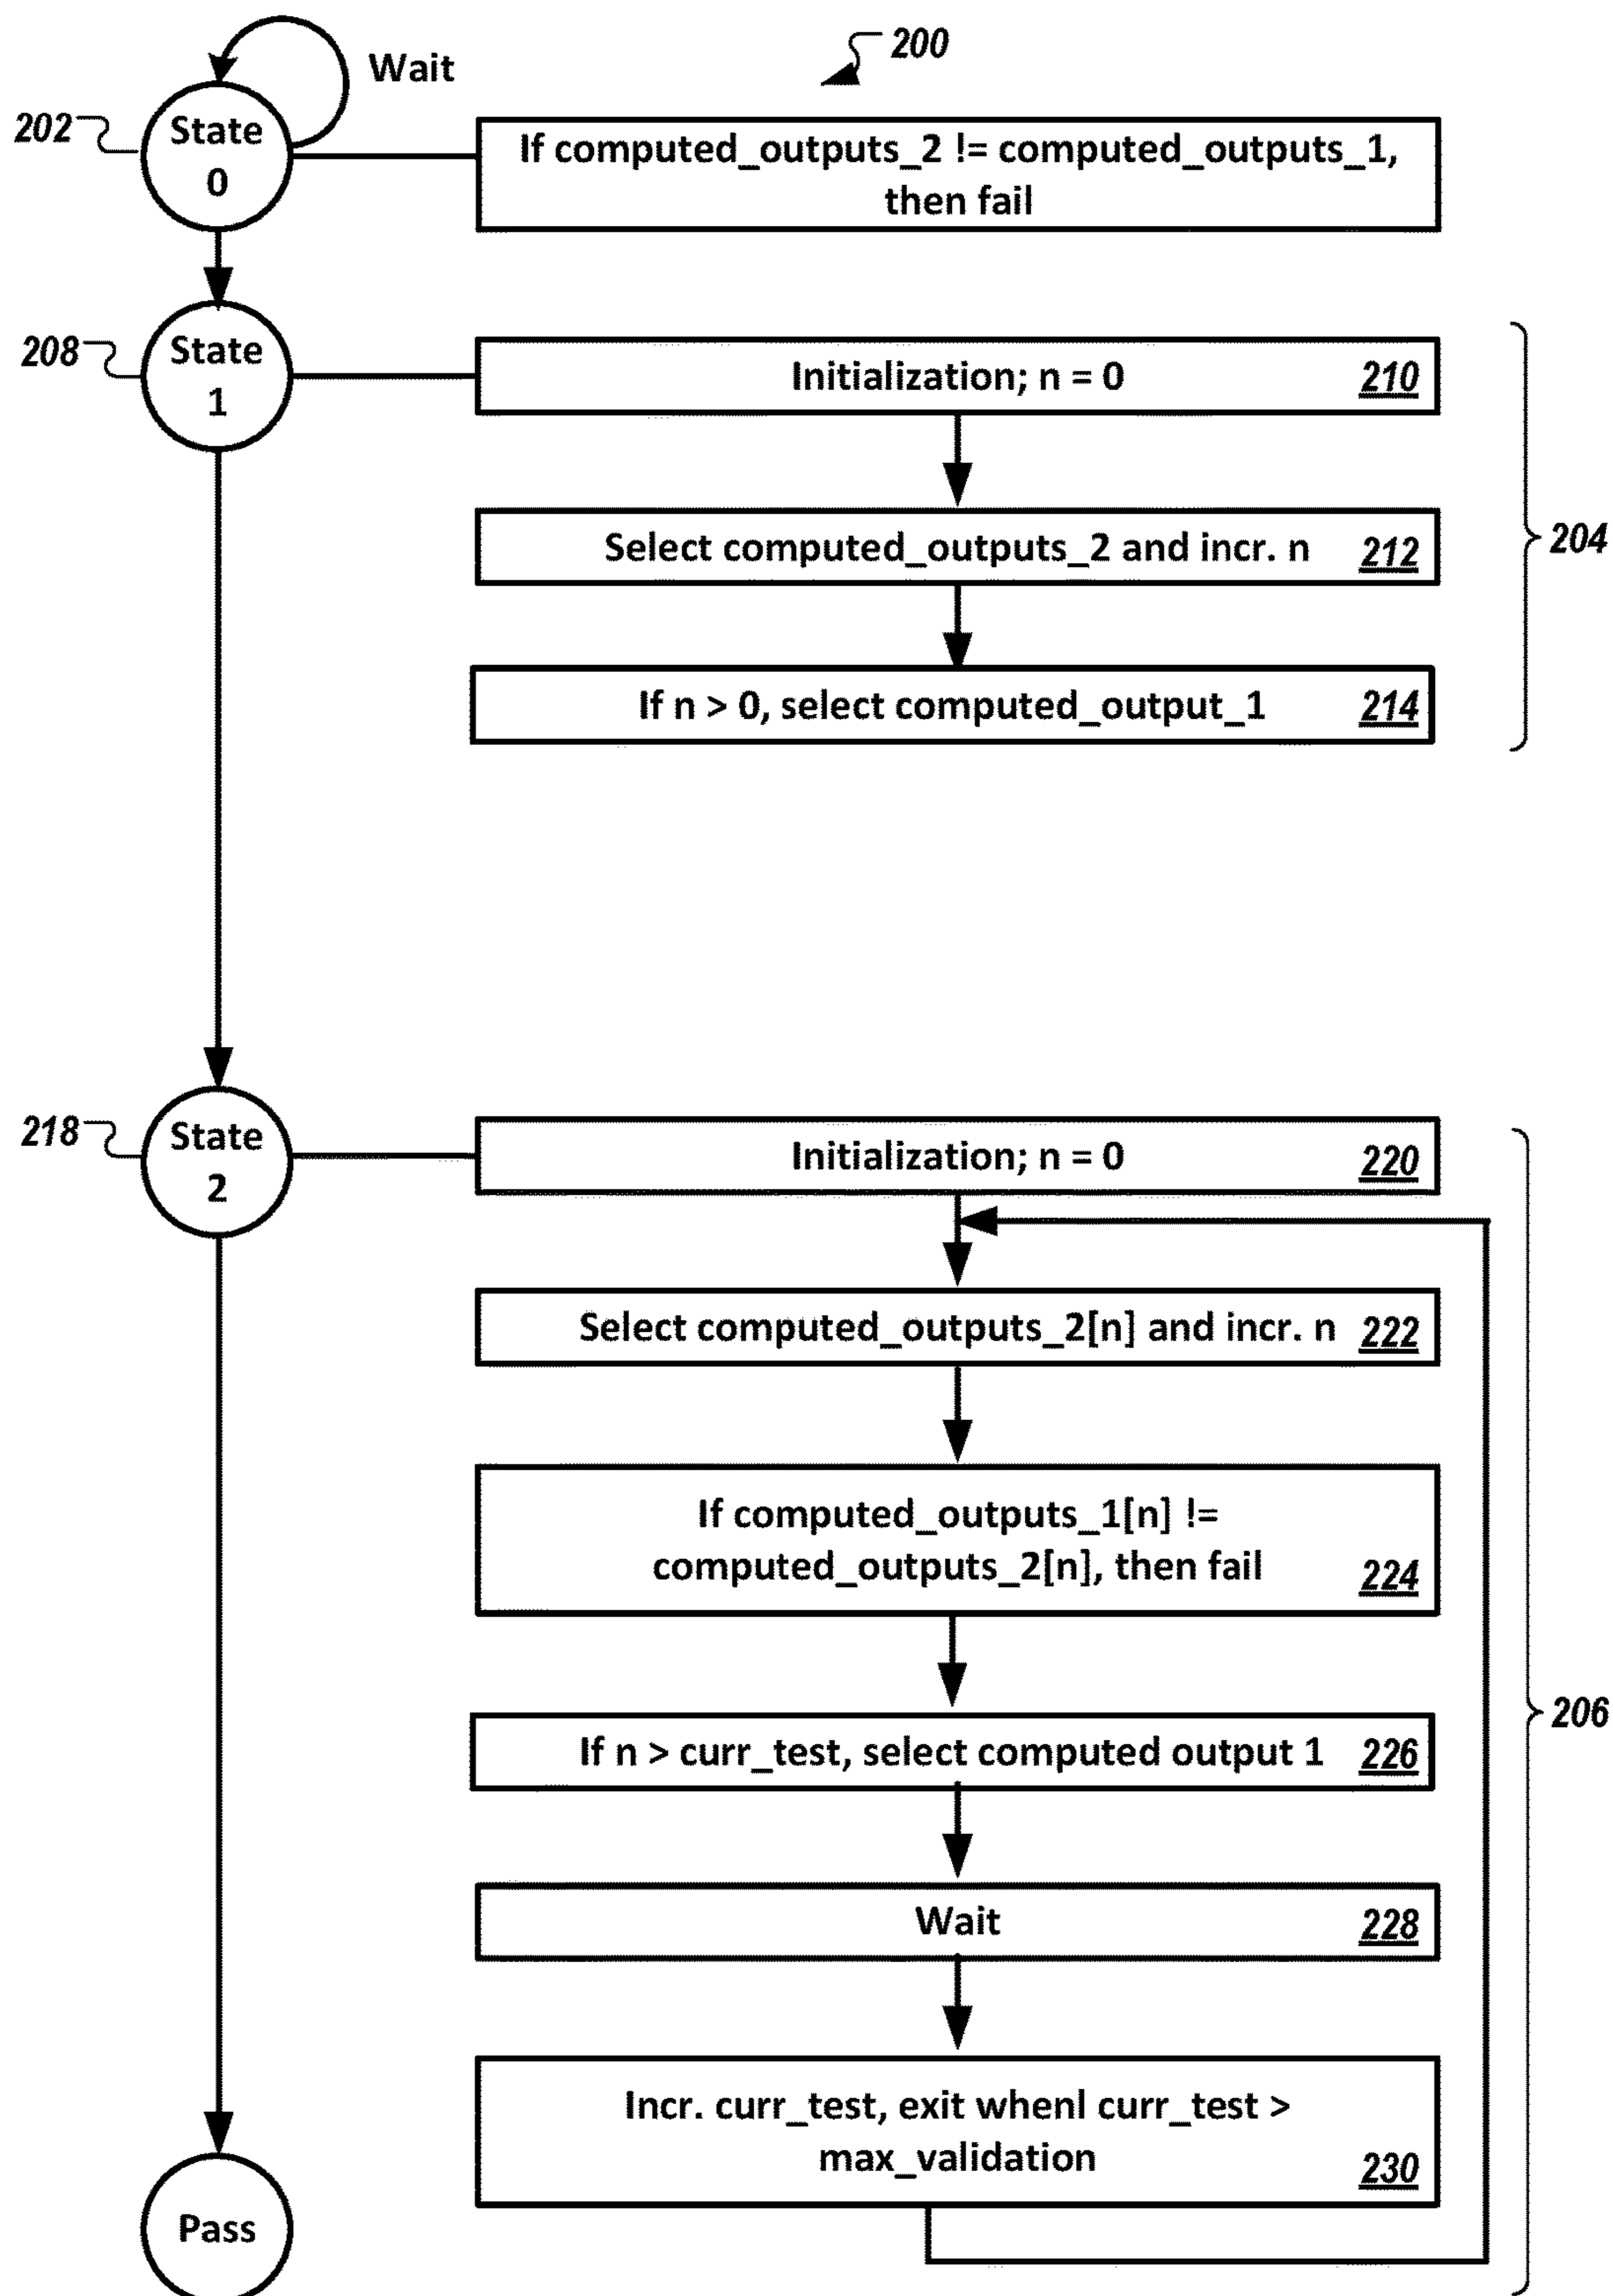 200
Wait
202
State
0
If computed_outputs_2 != computed_outputs_1,
then fail
208
State
1
Initialization; n = 0 210
Select computed_outputs_2 and incr. n 212
204
If n > 0, select computed_output_1 214
218
State
2
Initialization; n = 0 220
Select computed_outputs_2[n] and incr. n 222
If computed_outputs_1[n] !=
computed_outputs_2[n], then fail 224
206
If n > curr_test, select computed output 1 226
Wait 228
Incr. curr_test, exit whenl curr_test >
max_validation 230
Pass